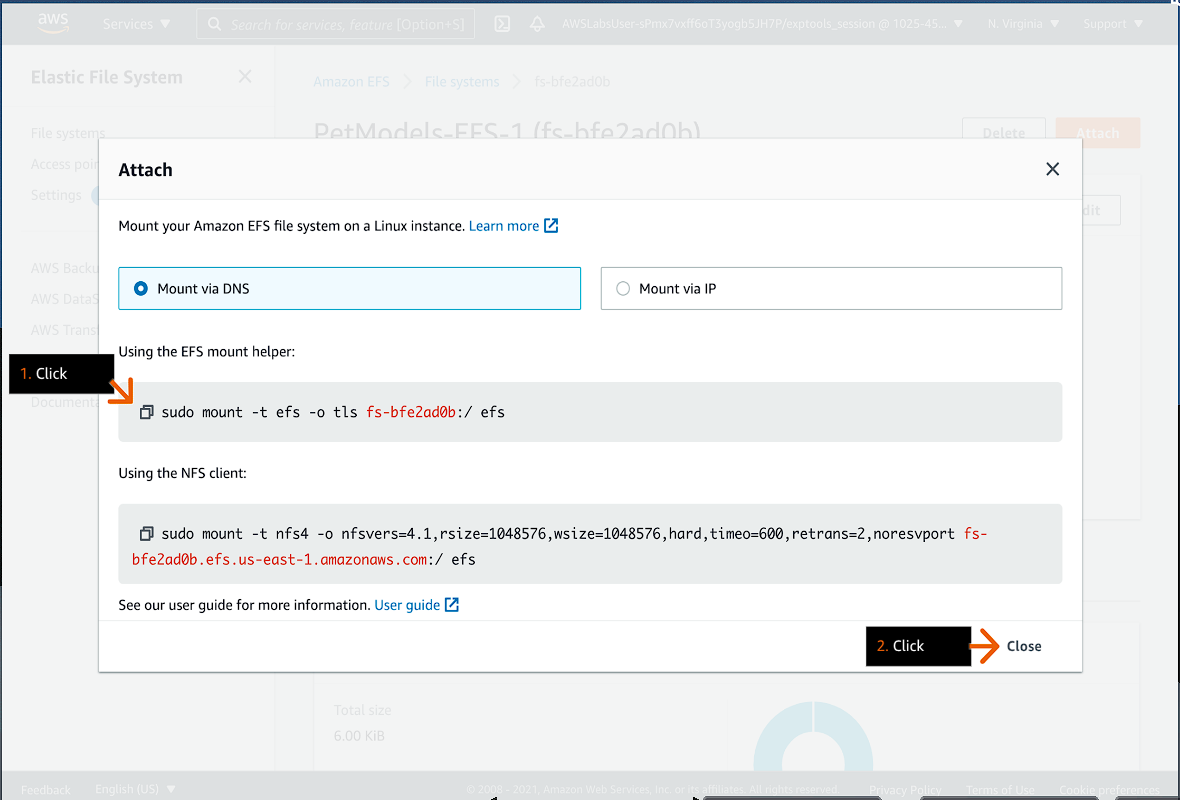 aws
Services
Search for services, feature [Option+S]
AWSLabsUser-sPmx7vxff6oT3yogb5JH7P/exptools_session @ 1025-45...
N. Virginia
Support
Elastic File System
Amazon EFS
File systems
fs-bfe2ad0b
PetModels-EFS-1 (fs-bfe2ad0b)
Delete
Attach
File systems
Access poi
Settings
dit
AWS Backu
AWS DataS
AWS Transf
Documenta
Attach
Mount your Amazon EFS file system on a Linux instance. Learn more
Mount via DNS
Mount via IP
Using the EFS mount helper:
1. Click
sudo mount -t efs -o tls fs-bfe2ad0b:/ efs
Using the NFS client:
sudo mount -t nfs4 -o nfsvers=4.1,rsize=1048576,wsize=1048576,hard,timeo=600,retrans=2,noresvport fs-
bfe2ad0b.efs.us-east-1.amazonaws.com:/ efs
See our user guide for more information. User guide
2. Click
Close
Total size
6.00 KiB
Feedback
English (US)
© 2008 - 2021, Amazon Web Services, Inc. or its affiliates. All rights reserved.
Privacy Policy
Terms of Use
Cookie preferences